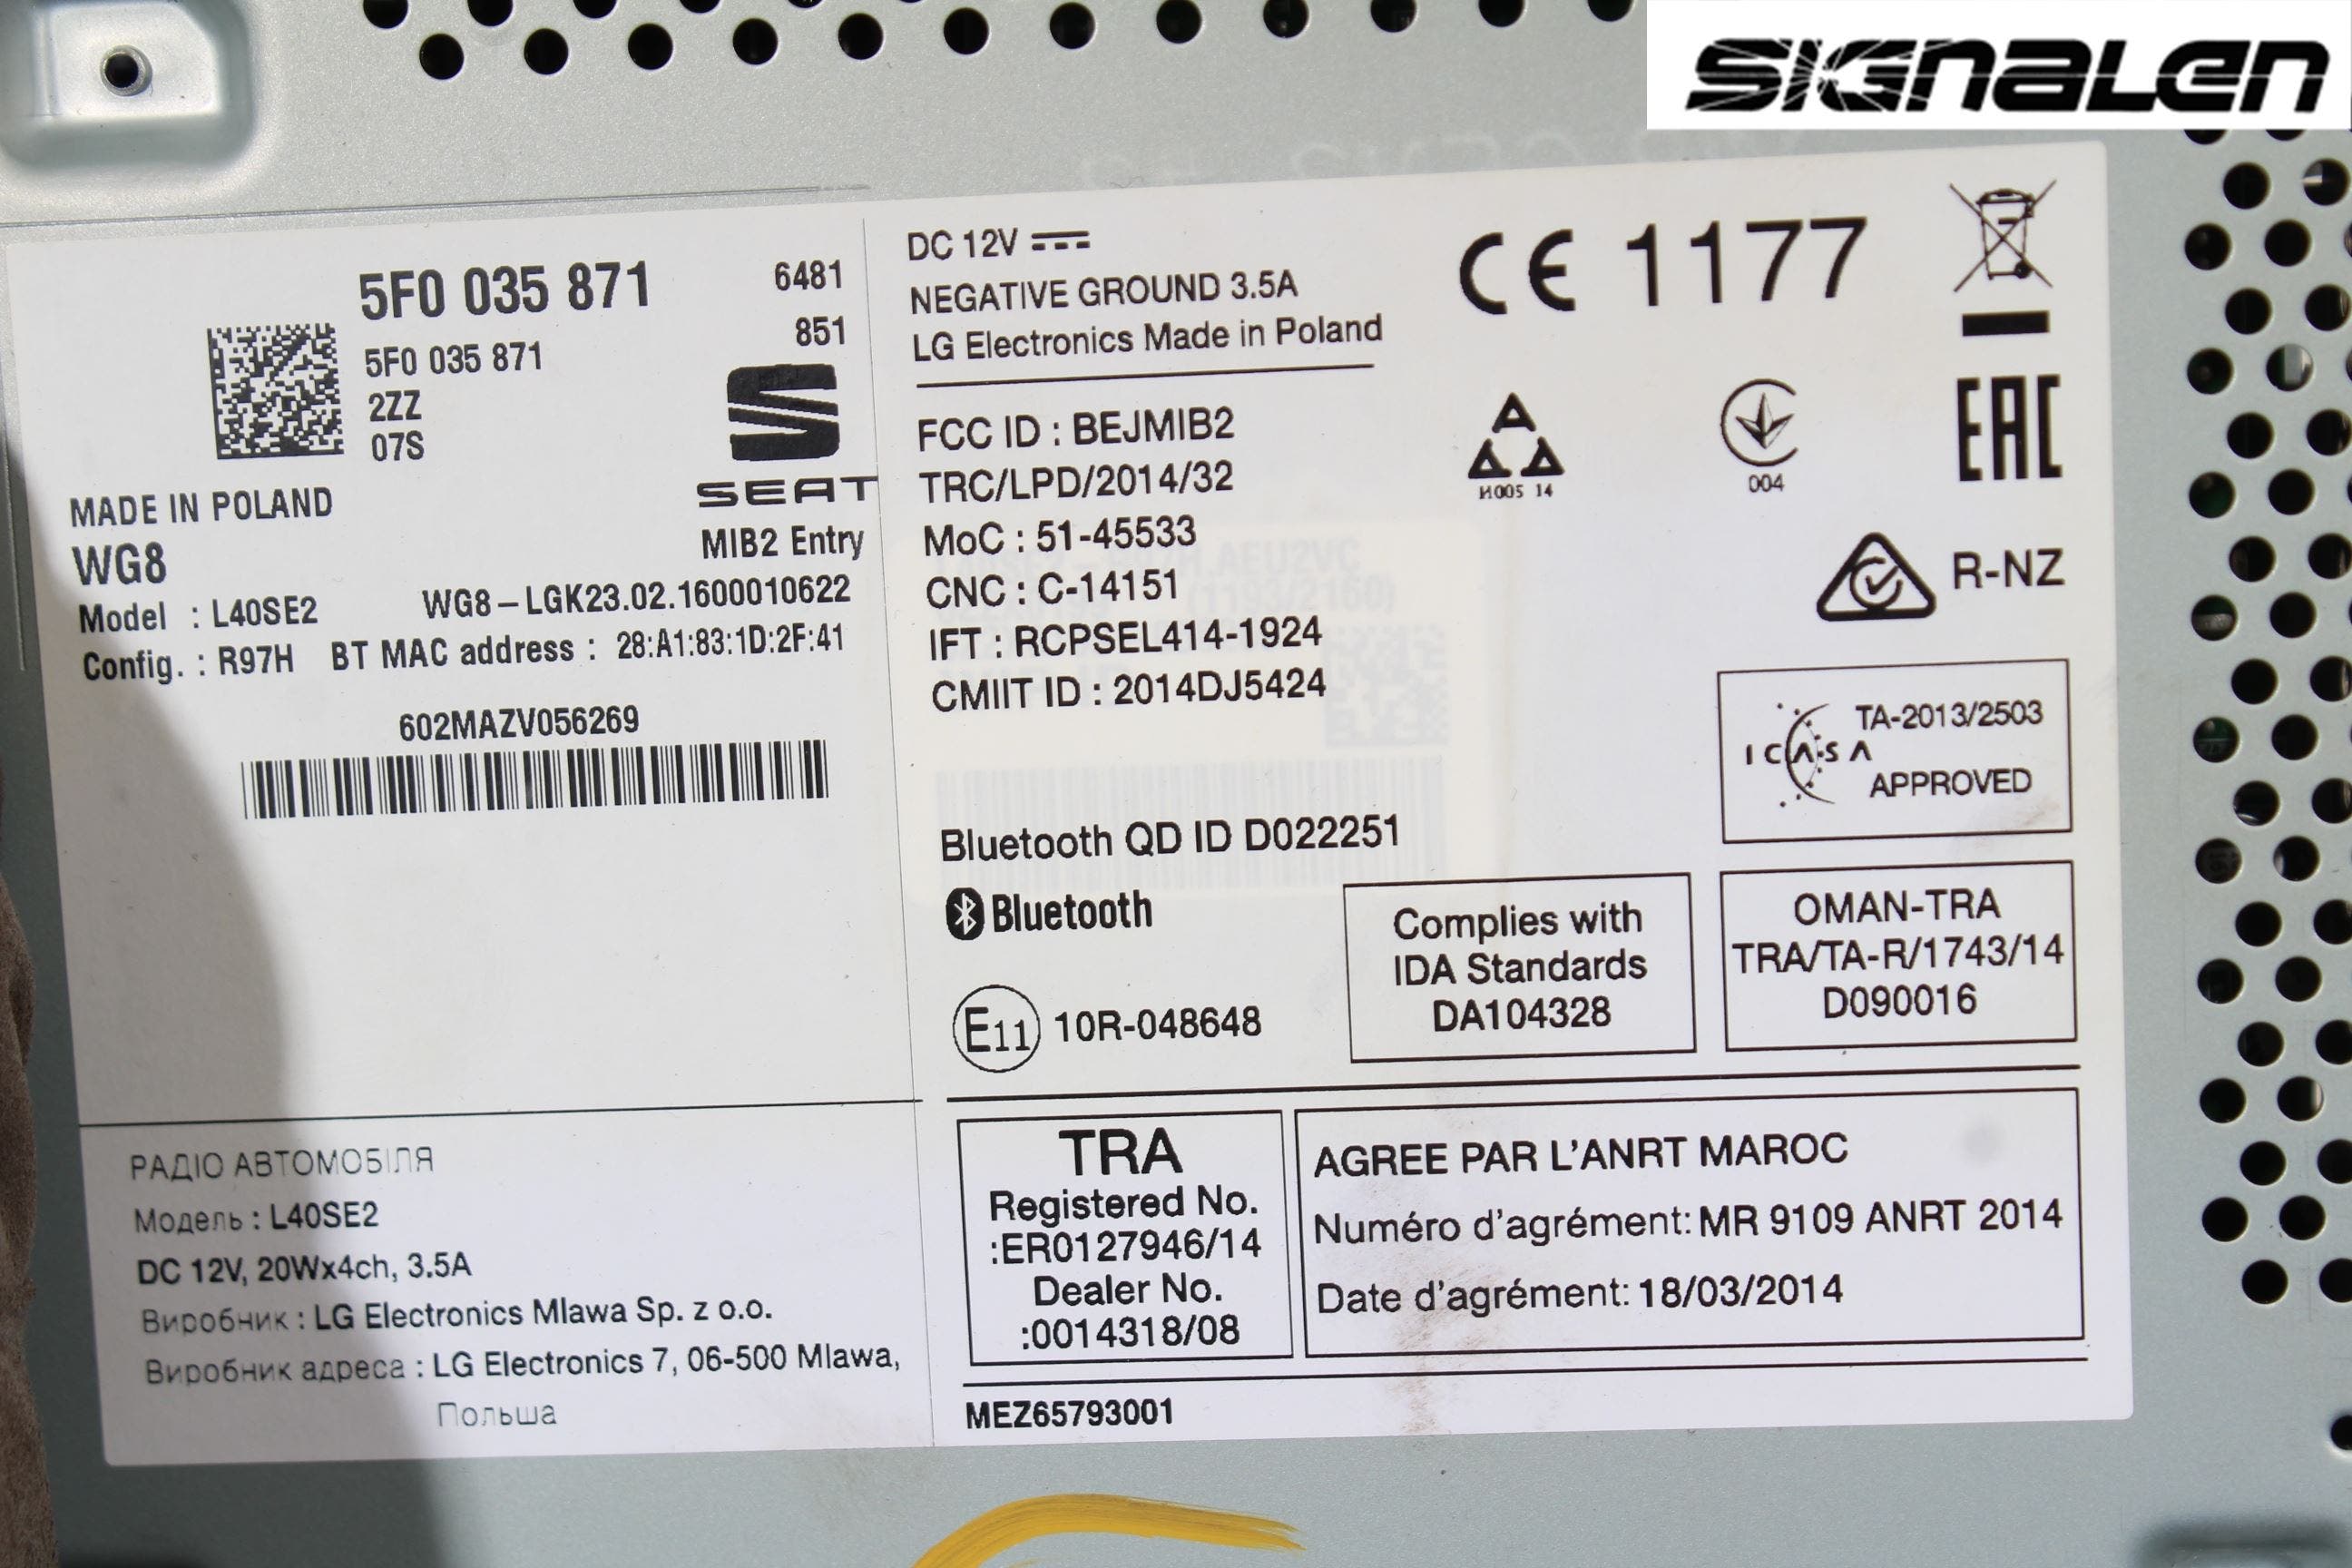 SIGNALEN
5F0 035 871
6481
851
5F0 035 871
2ZZ
07S
SEAT
MADE IN POLAND
MIB2 Entry
WG8
WG8-LGK23.02.1600010622
Model : L40SE2
Config. : R97H BT MAC address : 28:A1:83:1D:2F:41
602MAZV056269
РАДІО АВТОМОБІЛЯ
Модель : L40SE2
DC 12V, 20Wx4ch, 3.5A
Виробник : LG Electronics Mlawa Sp. z o.o.
Виробник адреса : LG Electronics 7, 06-500 Mlawa,
Польша
DC 12V
NEGATIVE GROUND 3.5A
LG Electronics Made in Poland
CE 1177
FCC ID : BEJMIB2
TRC/LPD/2014/32
MoC : 51-45533
CNC : C-14151
IFT : RCPSEL414-1924
CMIIT ID : 2014DJ5424
И005 14
004
EAC
R-NZ
ICASA
TA-2013/2503
APPROVED
Bluetooth QD ID D022251
Bluetooth
E11 10R-048648
Complies with
IDA Standards
DA104328
OMAN-TRA
TRA/TA-R/1743/14
D090016
TRA
Registered No.
:ER0127946/14
Dealer No.
:0014318/08
AGREE PAR L'ANRT MAROC
Numéro d'agrément: MR 9109 ANRT 2014
Date d'agrément: 18/03/2014
MEZ65793001